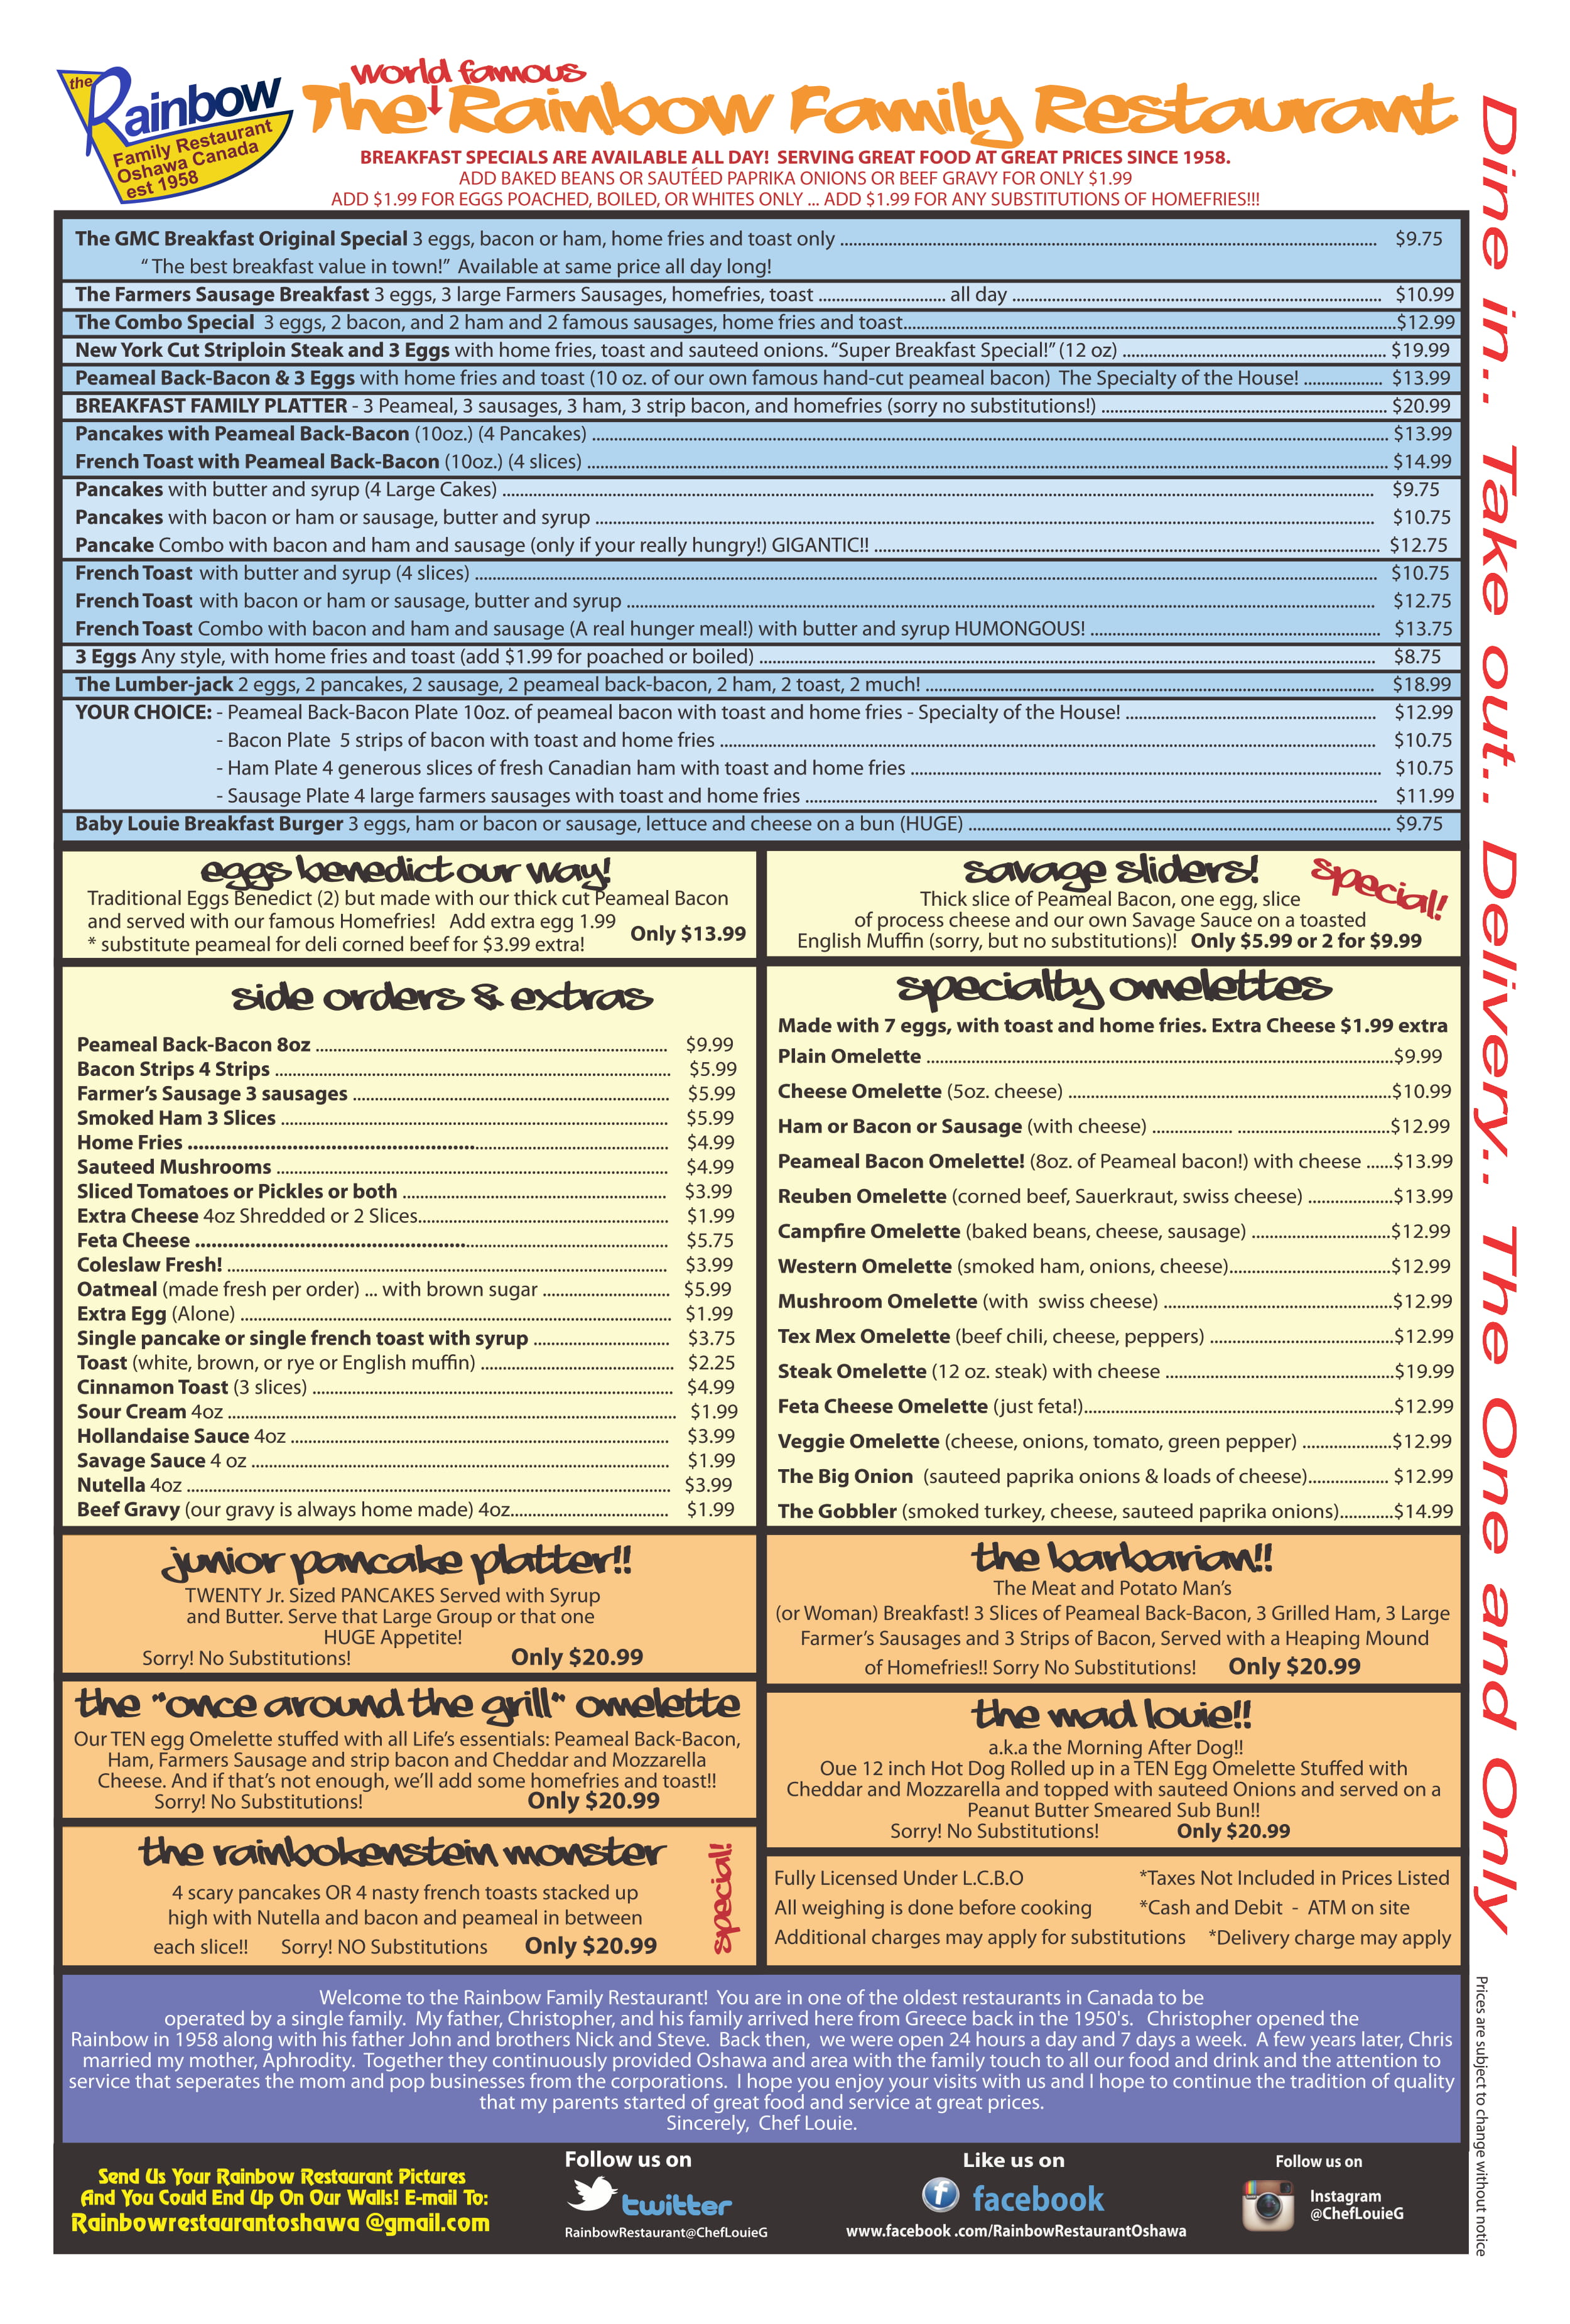 the
Rainbow
Family Restaurant
Oshawa Canada
est 1958
world famous
The Rainbow Family Restaurant
BREAKFAST SPECIALS ARE AVAILABLE ALL DAY! SERVING GREAT FOOD AT GREAT PRICES SINCE 1958.
ADD BAKED BEANS OR SAUTÉED PAPRIKA ONIONS OR BEEF GRAVY FOR ONLY $1.99
ADD $1.99 FOR EGGS POACHED, BOILED, OR WHITES ONLY ... ADD $1.99 FOR ANY SUBSTITUTIONS OF HOMEFRIES!!!
The GMC Breakfast Original Special 3 eggs, bacon or ham, home fries and toast only ... $9.75
" The best breakfast value in town!" Available at same price all day long!
The Farmers Sausage Breakfast 3 eggs, 3 large Farmers Sausages, homefries, toast ... all day ... $10.99
The Combo Special 3 eggs, 2 bacon, and 2 ham and 2 famous sausages, home fries and toast... $12.99
New York Cut Striploin Steak and 3 Eggs with home fries, toast and sauteed onions. "Super Breakfast Special!" (12 oz) ... $19.99
Peameal Back-Bacon & 3 Eggs with home fries and toast (10 oz. of our own famous hand-cut peameal bacon) The Specialty of the House! ... $13.99
BREAKFAST FAMILY PLATTER - 3 Peameal, 3 sausages, 3 ham, 3 strip bacon, and homefries (sorry no substitutions!) ... $20.99
Pancakes with Peameal Back-Bacon (10oz.) (4 Pancakes) ... $13.99
French Toast with Peameal Back-Bacon (10oz.) (4 slices) ... $14.99
Pancakes with butter and syrup (4 Large Cakes) ... $9.75
Pancakes with bacon or ham or sausage, butter and syrup ... $10.75
Pancake Combo with bacon and ham and sausage (only if your really hungry!) GIGANTIC!! ... $12.75
French Toast with butter and syrup (4 slices) ... $10.75
French Toast with bacon or ham or sausage, butter and syrup ... $12.75
French Toast Combo with bacon and ham and sausage (A real hunger meal!) with butter and syrup HUMONGOUS! ... $13.75
3 Eggs Any style, with home fries and toast (add $1.99 for poached or boiled) ... $8.75
The Lumber-jack 2 eggs, 2 pancakes, 2 sausage, 2 peameal back-bacon, 2 ham, 2 toast, 2 much! ... $18.99
YOUR CHOICE: - Peameal Back-Bacon Plate 10oz. of peameal bacon with toast and home fries - Specialty of the House! ... $12.99
- Bacon Plate 5 strips of bacon with toast and home fries ... $10.75
- Ham Plate 4 generous slices of fresh Canadian ham with toast and home fries ... $10.75
- Sausage Plate 4 large farmers sausages with toast and home fries ... $11.99
Baby Louie Breakfast Burger 3 eggs, ham or bacon or sausage, lettuce and cheese on a bun (HUGE) ... $9.75
eggs benedict our way!
Traditional Eggs Benedict (2) but made with our thick cut Peameal Bacon
and served with our famous Homefries! Add extra egg 1.99
* substitute peameal for deli corned beef for $3.99 extra!
Only $13.99
savage sliders!
special!
Thick slice of Peameal Bacon, one egg, slice
of process cheese and our own Savage Sauce on a toasted
English Muffin (sorry, but no substitutions)! Only $5.99 or 2 for $9.99
side orders & extras
Peameal Back-Bacon 8oz ... $9.99
Bacon Strips 4 Strips ... $5.99
Farmer's Sausage 3 sausages ... $5.99
Smoked Ham 3 Slices ... $5.99
Home Fries ... $4.99
Sauteed Mushrooms ... $4.99
Sliced Tomatoes or Pickles or both ... $3.99
Extra Cheese 4oz Shredded or 2 Slices... $1.99
Feta Cheese ... $5.75
Coleslaw Fresh! ... $3.99
Oatmeal (made fresh per order) ... with brown sugar ... $5.99
Extra Egg (Alone) ... $1.99
Single pancake or single french toast with syrup ... $3.75
Toast (white, brown, or rye or English muffin) ... $2.25
Cinnamon Toast (3 slices) ... $4.99
Sour Cream 4oz ... $1.99
Hollandaise Sauce 4oz ... $3.99
Savage Sauce 4 oz ... $1.99
Nutella 4oz ... $3.99
Beef Gravy (our gravy is always home made) 4oz... $1.99
specialty omelettes
Made with 7 eggs, with toast and home fries. Extra Cheese $1.99 extra
Plain Omelette ... $9.99
Cheese Omelette (5oz. cheese) ... $10.99
Ham or Bacon or Sausage (with cheese) ... $12.99
Peameal Bacon Omelette! (8oz. of Peameal bacon!) with cheese ... $13.99
Reuben Omelette (corned beef, Sauerkraut, swiss cheese) ... $13.99
Campfire Omelette (baked beans, cheese, sausage) ... $12.99
Western Omelette (smoked ham, onions, cheese)... $12.99
Mushroom Omelette (with swiss cheese) ... $12.99
Tex Mex Omelette (beef chili, cheese, peppers) ... $12.99
Steak Omelette (12 oz. steak) with cheese ... $19.99
Feta Cheese Omelette (just feta!)... $12.99
Veggie Omelette (cheese, onions, tomato, green pepper) ... $12.99
The Big Onion (sauteed paprika onions & loads of cheese)... $12.99
The Gobbler (smoked turkey, cheese, sauteed paprika onions)... $14.99
junior pancake platter!!
TWENTY Jr. Sized PANCAKES Served with Syrup
and Butter. Serve that Large Group or that one
HUGE Appetite!
Sorry! No Substitutions! Only $20.99
the barbarian!!
The Meat and Potato Man's
(or Woman) Breakfast! 3 Slices of Peameal Back-Bacon, 3 Grilled Ham, 3 Large
Farmer's Sausages and 3 Strips of Bacon, Served with a Heaping Mound
of Homefries!! Sorry No Substitutions! Only $20.99
the "once around the grill" omelette
Our TEN egg Omelette stuffed with all Life's essentials: Peameal Back-Bacon,
Ham, Farmers Sausage and strip bacon and Cheddar and Mozzarella
Cheese. And if that's not enough, we'll add some homefries and toast!!
Sorry! No Substitutions! Only $20.99
the mad louie!!
a.k.a the Morning After Dog!!
Oue 12 inch Hot Dog Rolled up in a TEN Egg Omelette Stuffed with
Cheddar and Mozzarella and topped with sauteed Onions and served on a
Peanut Butter Smeared Sub Bun!!
Sorry! No Substitutions! Only $20.99
the rainbokenstein monster
special!
4 scary pancakes OR 4 nasty french toasts stacked up
high with Nutella and bacon and peameal in between
each slice!! Sorry! NO Substitutions Only $20.99
Fully Licensed Under L.C.B.O *Taxes Not Included in Prices Listed
All weighing is done before cooking *Cash and Debit - ATM on site
Additional charges may apply for substitutions *Delivery charge may apply
Welcome to the Rainbow Family Restaurant! You are in one of the oldest restaurants in Canada to be
operated by a single family. My father, Christopher, and his family arrived here from Greece back in the 1950's. Christopher opened the
Rainbow in 1958 along with his father John and brothers Nick and Steve. Back then, we were open 24 hours a day and 7 days a week. A few years later, Chris
married my mother, Aphrodity. Together they continuously provided Oshawa and area with the family touch to all our food and drink and the attention to
service that seperates the mom and pop businesses from the corporations. I hope you enjoy your visits with us and I hope to continue the tradition of quality
that my parents started of great food and service at great prices.
Sincerely, Chef Louie.
Send Us Your Rainbow Restaurant Pictures
And You Could End Up On Our Walls! E-mail To:
Rainbowrestaurantoshawa @gmail.com
Follow us on
twitter
RainbowRestaurant@ChefLouieG
Like us on
f facebook
www.facebook .com/RainbowRestaurantOshawa
Follow us on
Instagram
@ChefLouieG
Dine in.. Take out.. Delivery.. The One and Only
Prices are subject to change without notice